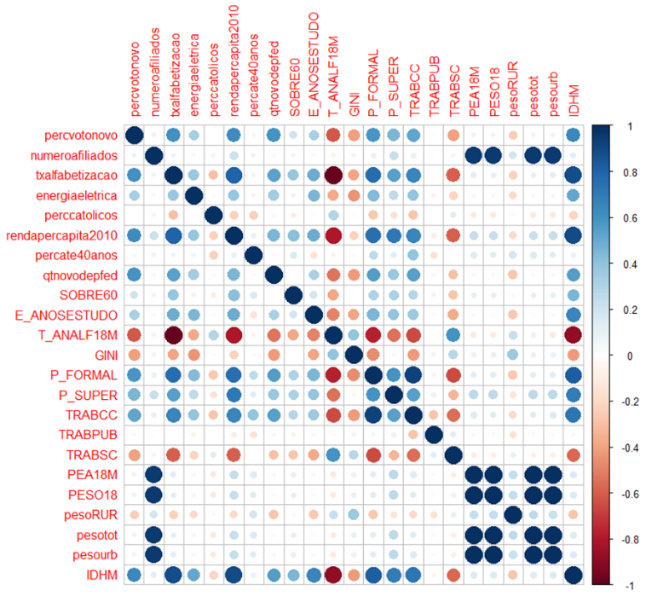 percvotonovo
numeroafiliados
txalfabetizacao
energiaeletrica
perccatolicos
rendapercapita2010
percate40anos
qtnovodepfed
SOBRE60
E_ANOSESTUDO
T_ANALF18M
GINI
P_FORMAL
P_SUPER
TRABCC
TRABPUB
TRABSC
PEA18M
PESO18
pesoRUR
pesotot
pesourb
IDHM
percvotonovo
numeroafiliados
txalfabetizacao
energiaeletrica
perccatolicos
rendapercapita2010
percate40anos
qtnovodepfed
SOBRE60
E_ANOSESTUDO
T_ANALF18M
GINI
P_FORMAL
P_SUPER
TRABCC
TRABPUB
TRABSC
PEA18M
PESO18
pesoRUR
pesotot
pesourb
IDHM
1
0.8
0.6
0.4
0.2
0
-0.2
-0.4
-0.6
-0.8
-1